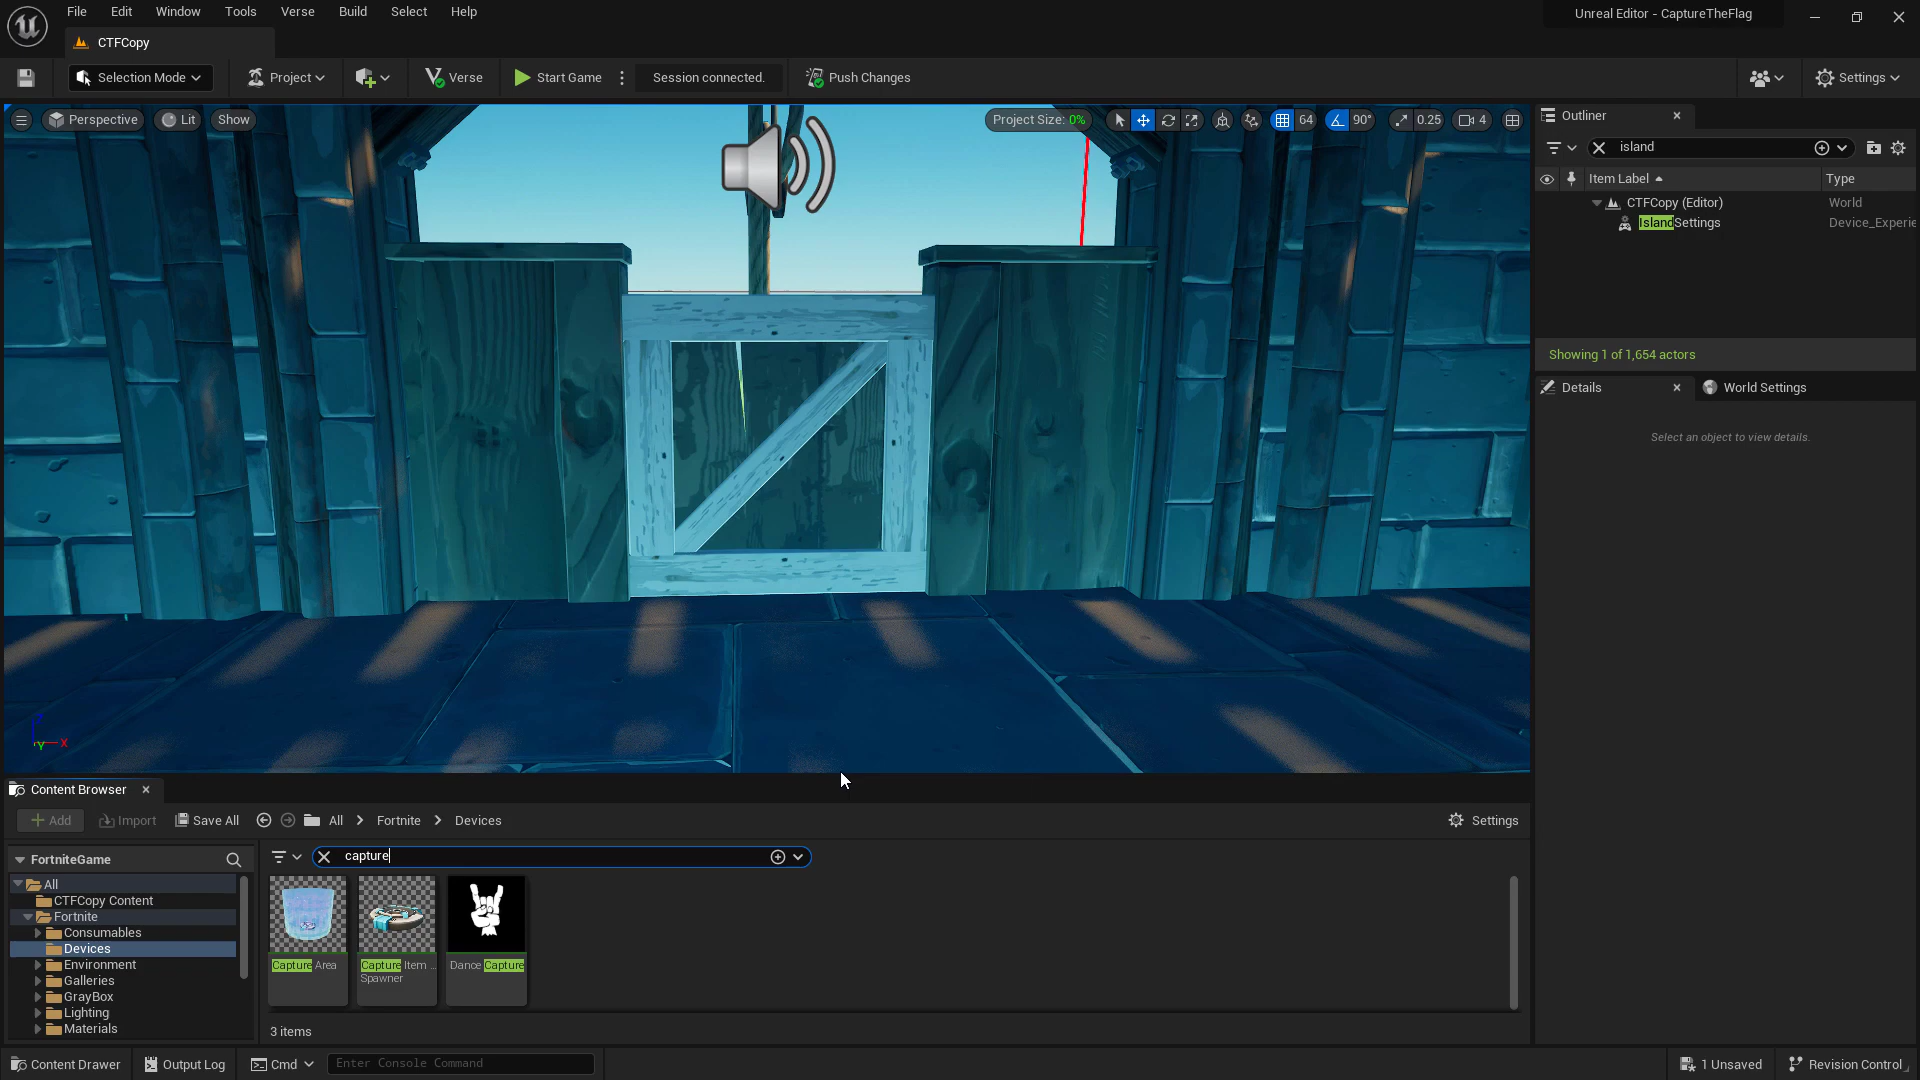 File Edit Window Tools Verse Build Select Help
Unreal Editor - CaptureTheFlag
CTFCopy
Selection Mode
Project
Verse
Start Game
Session connected.
Push Changes
Settings
Perspective
Lit
Show
Project Size: 0%
64
90°
0.25
4
X
Y
Outliner
island
Item Label
Type
CTFCopy (Editor)
World
IslandSettings
Device_Experie
Showing 1 of 1,654 actors
Details
World Settings
Select an object to view details.
Content Browser
Add
Import
Save All
All
Fortnite
Devices
Settings
FortniteGame
All
CTFCopy Content
Fortnite
Consumables
Devices
Environment
Galleries
GrayBox
Lighting
Materials
capture
Capture Area
Capture Item ...
Spawner
Dance Capture
3 items
Content Drawer
Output Log
Cmd
Enter Console Command
1 Unsaved
Revision Control